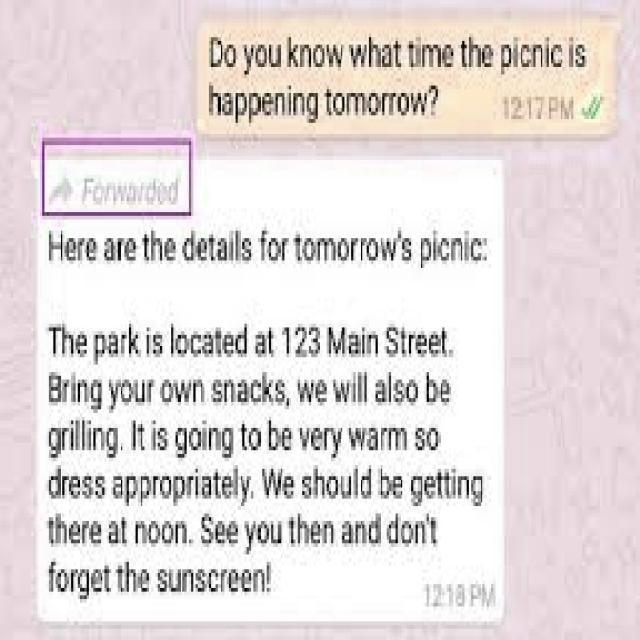 Do you know what time the picnic is
happening tomorrow?
12:17 PM
Forwarded
Here are the details for tomorrow's picnic:
The park is located at 123 Main Street.
Bring your own snacks, we will also be
grilling. It is going to be very warm so
dress appropriately. We should be getting
there at noon. See you then and don't
forget the sunscreen!
12:18 PM